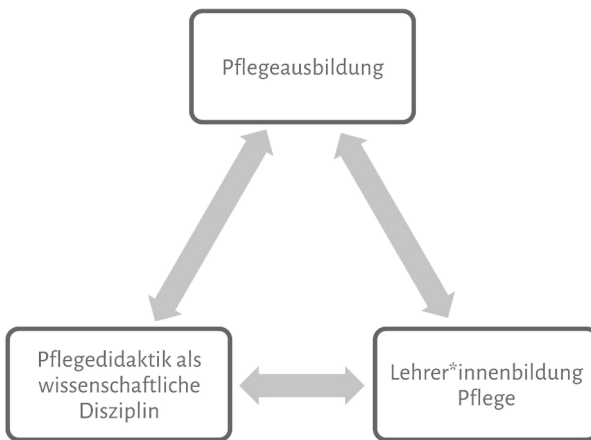 Pflegeausbildung
Pflegedidaktik als
wissenschaftliche
Disziplin
Lehrer*innenbildung
Pflege